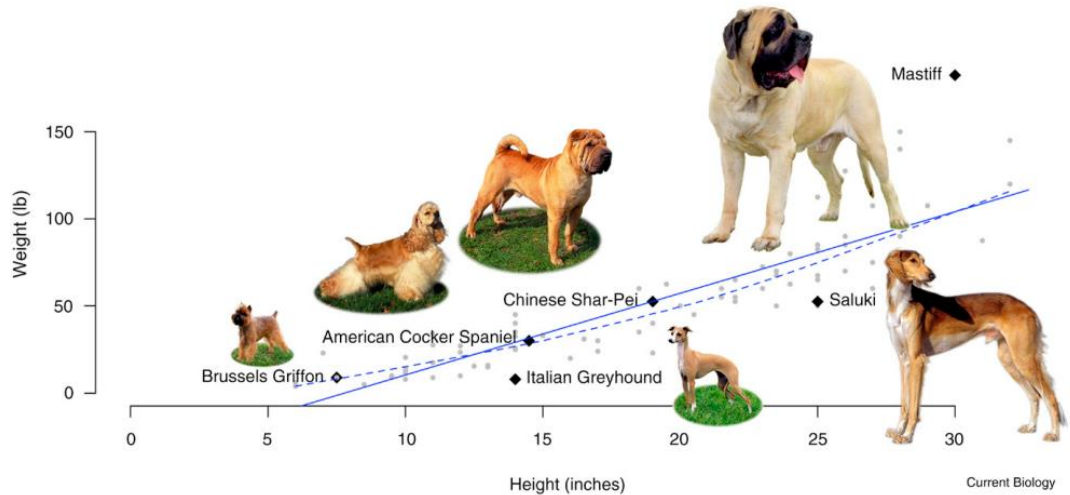 Mastiff
150
100
50
0
Weight (lb)
Chinese Shar-Pei
Saluki
American Cocker Spaniel
Brussels Griffon
Italian Greyhound
0 5 10 15 20 25 30
Height (inches)
Current Biology